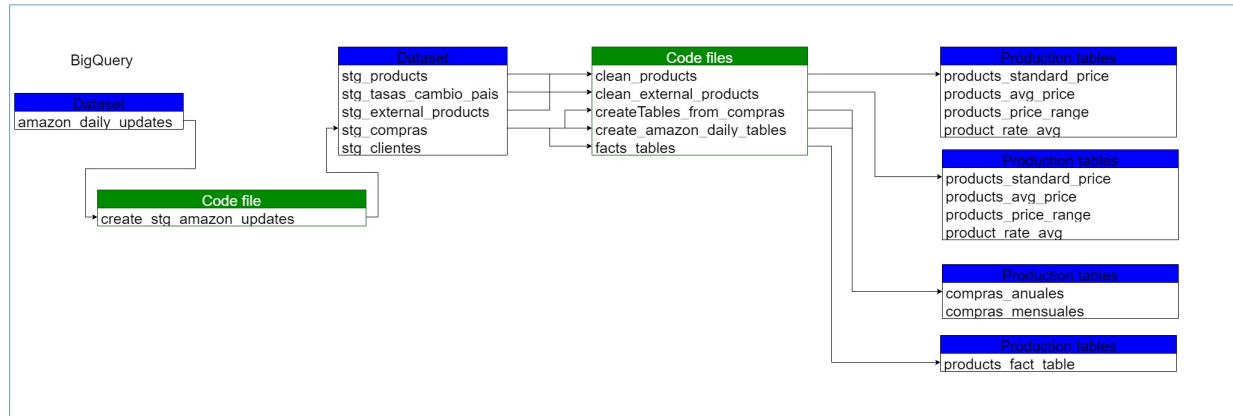 BigQuery
Dataset
amazon_daily_updates
Code file
create_stg_amazon_updates
Dataset
stg_products
stg_tasas_cambio_pais
stg_external_products
stg_compras
stg_clientes
Code files
clean_products
clean_external_products
createTables_from_compras
create_amazon_daily_tables
facts_tables
Production tables
products_standard_price
products_avg_price
products_price_range
product_rate_avg
Production tables
products_standard_price
products_avg_price
products_price_range
product_rate_avg
Production tables
compras_anuales
compras_mensuales
Production tables
products_fact_table